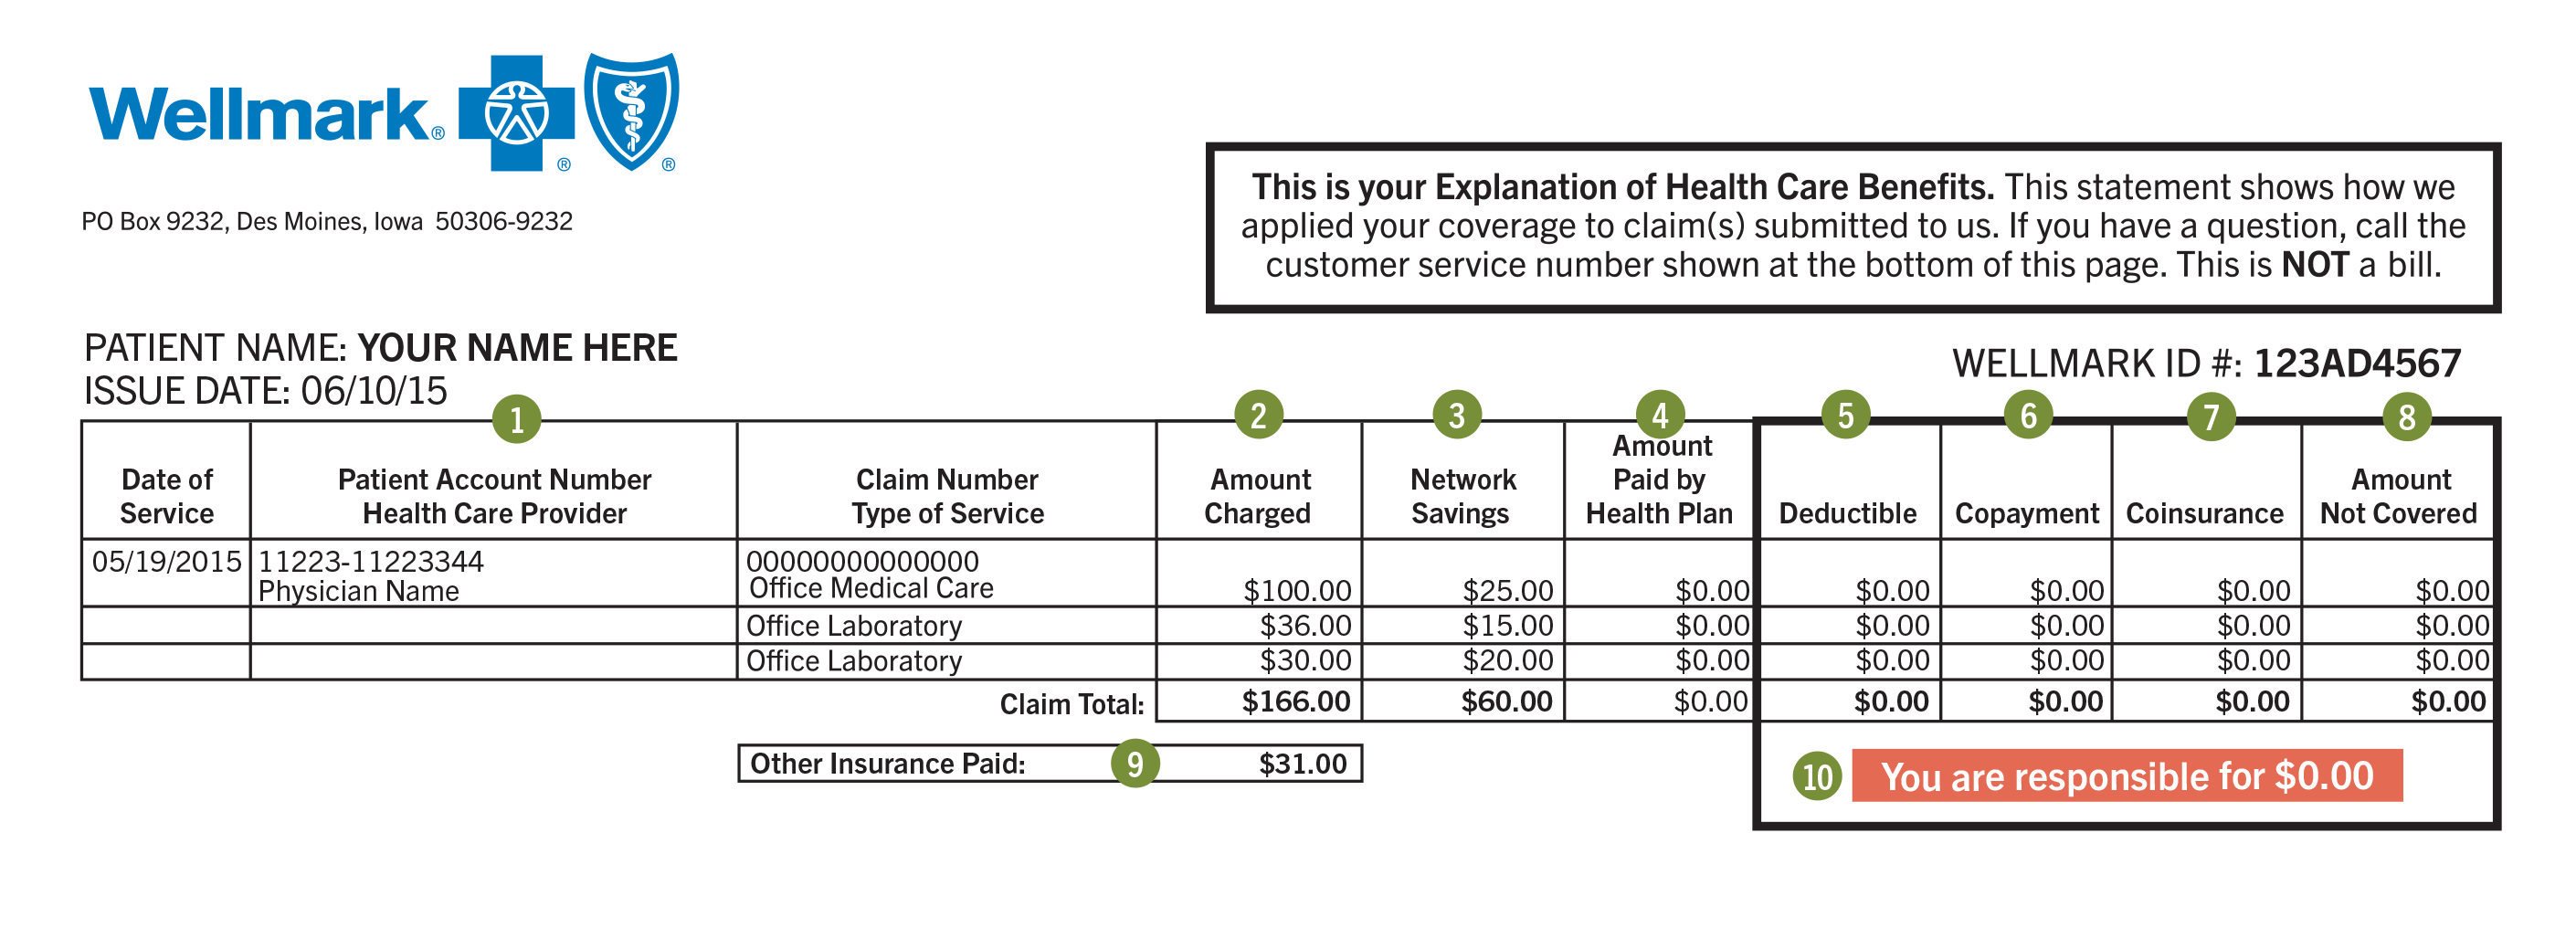 Wellmark®
® ®
PO Box 9232, Des Moines, Iowa 50306-9232
This is your Explanation of Health Care Benefits. This statement shows how we
applied your coverage to claim(s) submitted to us. If you have a question, call the
customer service number shown at the bottom of this page. This is NOT a bill.
PATIENT NAME: YOUR NAME HERE
ISSUE DATE: 06/10/15
WELLMARK ID #: 123AD4567
1 2 3 4 5 6 7 8
Amount
Date of Patient Account Number Claim Number Amount Network Paid by Amount
Service Health Care Provider Type of Service Charged Savings Health Plan Deductible Copayment Coinsurance Not Covered
05/19/2015 11223-11223344 00000000000000
Physician Name Office Medical Care $100.00 $25.00 $0.00 $0.00 $0.00 $0.00 $0.00
Office Laboratory $36.00 $15.00 $0.00 $0.00 $0.00 $0.00 $0.00
Office Laboratory $30.00 $20.00 $0.00 $0.00 $0.00 $0.00 $0.00
Claim Total: $166.00 $60.00 $0.00 $0.00 $0.00 $0.00 $0.00
Other Insurance Paid: 9 $31.00
10 You are responsible for $0.00